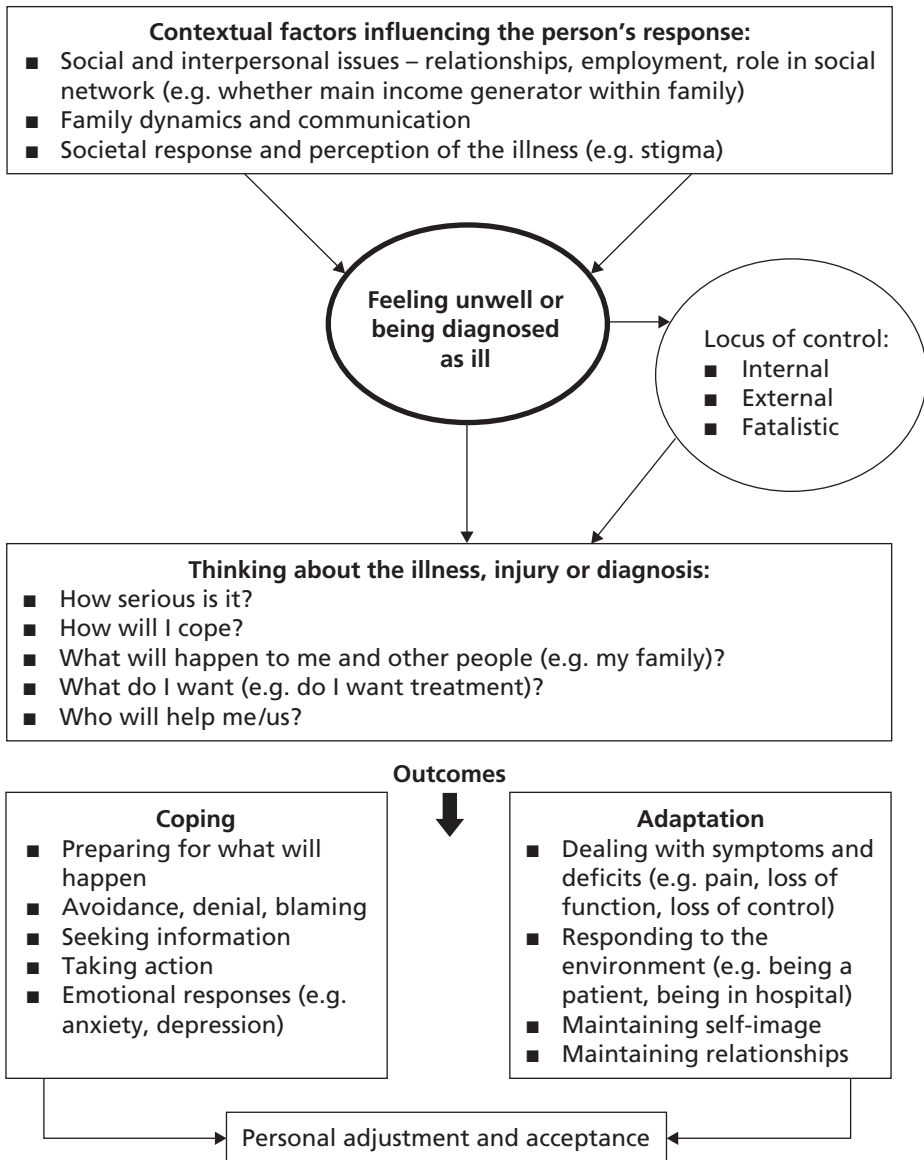 Contextual factors influencing the person’s response:
■ Social and interpersonal issues – relationships, employment, role in social
network (e.g. whether main income generator within family)
■ Family dynamics and communication
■ Societal response and perception of the illness (e.g. stigma)
Feeling unwell or
being diagnosed
as ill
Locus of control:
■ Internal
■ External
■ Fatalistic
Thinking about the illness, injury or diagnosis:
■ How serious is it?
■ How will I cope?
■ What will happen to me and other people (e.g. my family)?
■ What do I want (e.g. do I want treatment)?
■ Who will help me/us?
Outcomes
Coping
■ Preparing for what will
happen
■ Avoidance, denial, blaming
■ Seeking information
■ Taking action
■ Emotional responses (e.g.
anxiety, depression)
Adaptation
■ Dealing with symptoms and
deficits (e.g. pain, loss of
function, loss of control)
■ Responding to the
environment (e.g. being a
patient, being in hospital)
■ Maintaining self-image
■ Maintaining relationships
Personal adjustment and acceptance